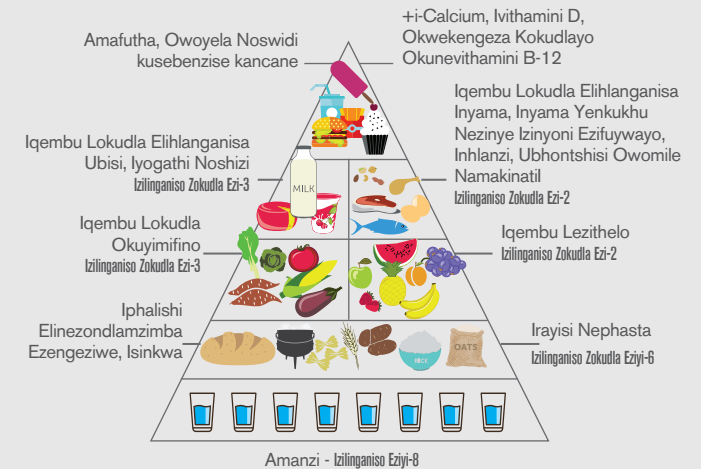 Amafutha, Owoyela Noswidi
kusebenzise kancane
+i-Calcium, Ivithamini D,
Okwekengeza Kokudlayo
Okunevithamini B-12
Iqembu Lokudla Elihlanganisa
Inyama, Inyama Yenkukhu
Nezinye Izinyoni Ezifuywayo,
Inhlanzi, Ubhontshisi Owomile
Namakinatil
Izilinganiso Zokudla Ezi-2
Iqembu Lokudla Elihlanganisa
Ubisi, Iyogathi Noshizi
Izilinganiso Zokudla Ezi-3
MILK
Iqembu Lokudla
Okuyimifino
Izilinganiso Zokudla Ezi-3
Iqembu Lezithelo
Izilinganiso Zokudla Ezi-2
Iphalishi
Elinezondlamzimba
Ezengeziwe, Isinkwa
RICE
OATS
Irayisi Nephasta
Izilinganiso Zokudla Eziyi-6
Amanzi - Izilinganiso Eziyi-8